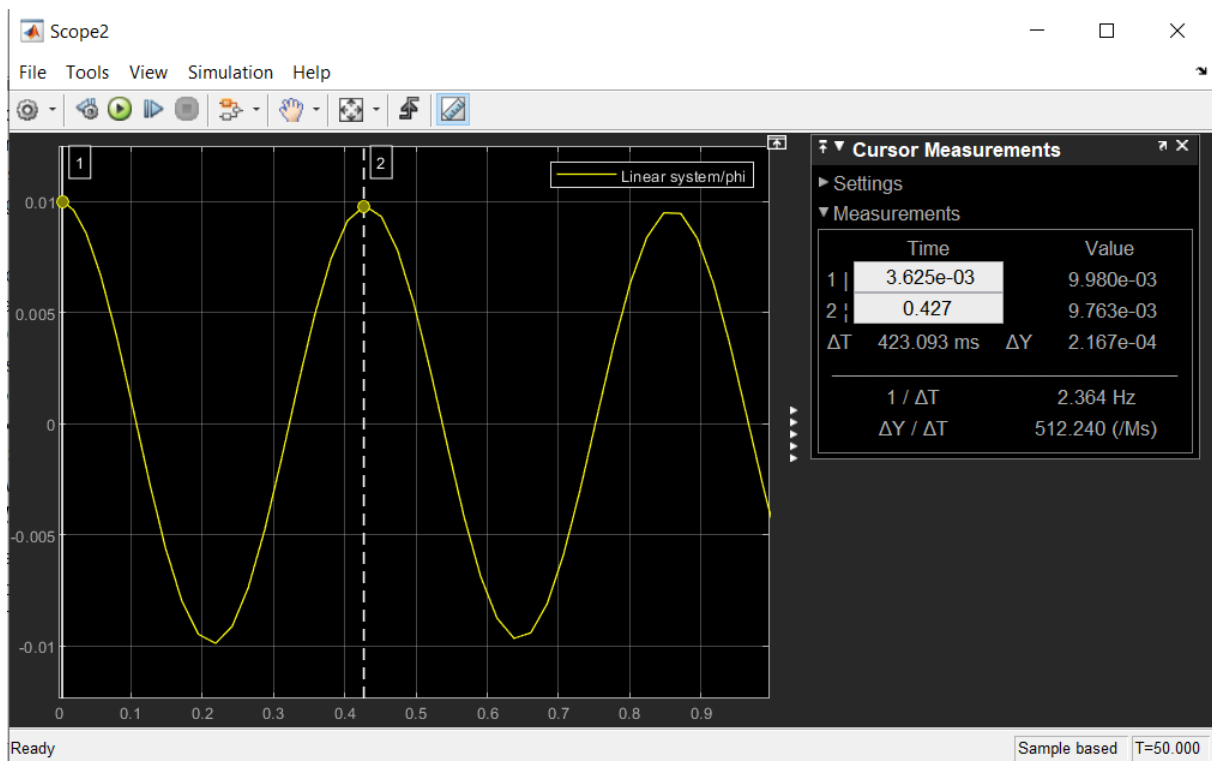 Scope2
File Tools View Simulation Help
1
2
Linear system/phi
0.01
0.005
0
-0.005
-0.01
0 0.1 0.2 0.3 0.4 0.5 0.6 0.7 0.8 0.9
Cursor Measurements
Settings
Measurements
Time Value
1 | 3.625e-03 9.980e-03
2 ¦ 0.427 9.763e-03
ΔT 423.093 ms ΔY 2.167e-04
1 / ΔT 2.364 Hz
ΔY / ΔT 512.240 (/Ms)
Ready Sample based T=50.000